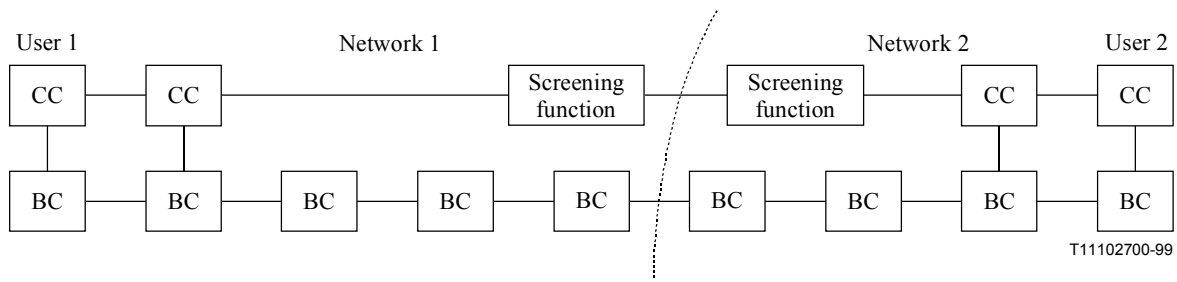 User 1
Network 1
Network 2
User 2
CC
CC
Screening
function
Screening
function
CC
CC
BC
BC
BC
BC
BC
BC
BC
BC
BC
T11102700-99